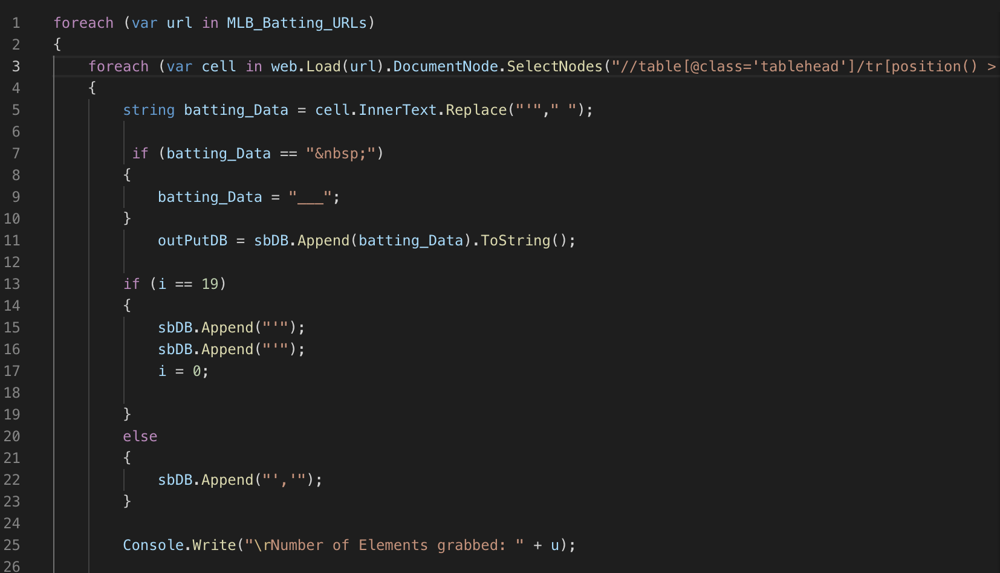 1 foreach (var url in MLB_Batting_URLs)
2 {
3 foreach (var cell in web.Load(url).DocumentNode.SelectNodes("//table[@class='tablehead']/tr[position() >
4 {
5 string batting_Data = cell.InnerText.Replace("'"," ");
6
7 if (batting_Data == "&nbsp;")
8 {
9 batting_Data = "___";
10 }
11 outPutDB = sbDB.Append(batting_Data).ToString();
12
13 if (i == 19)
14 {
15 sbDB.Append("'");
16 sbDB.Append("'");
17 i = 0;
18
19 }
20 else
21 {
22 sbDB.Append("','");
23 }
24
25 Console.Write("\rNumber of Elements grabbed: " + u);
26